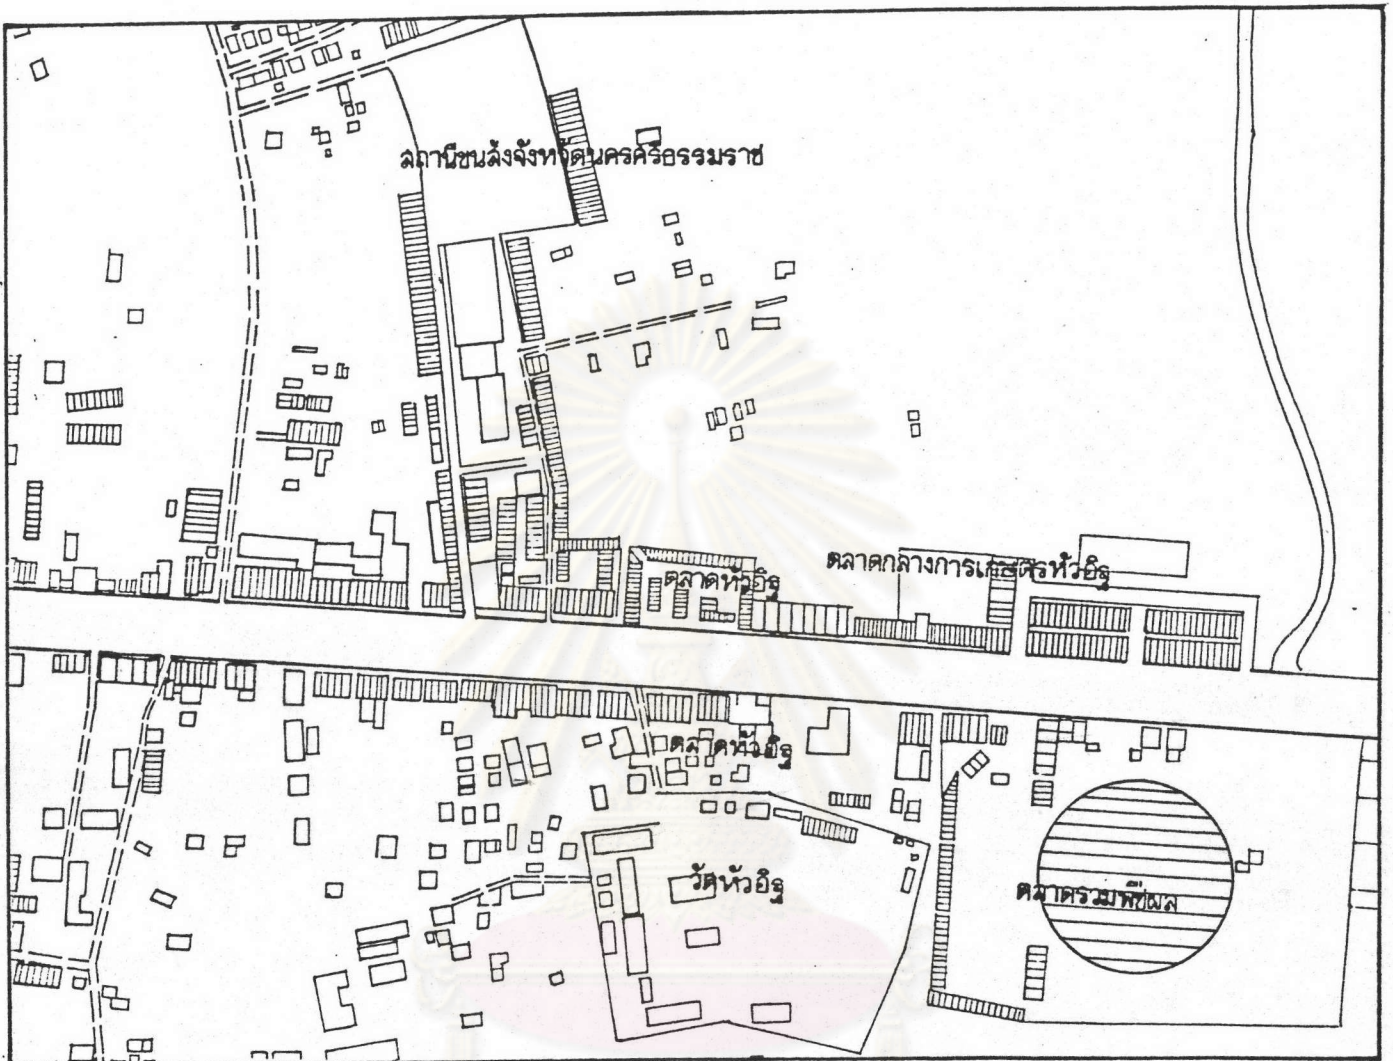 สถานีขนส่งจังหวัดนครศรีธรรมราช
ตลาดกลางการเกษตรหัวอิฐ
ตลาดหัวอิฐ
ตลาดหัวอิฐ
วัดหัวอิฐ
ตลาดรวมพืชผล